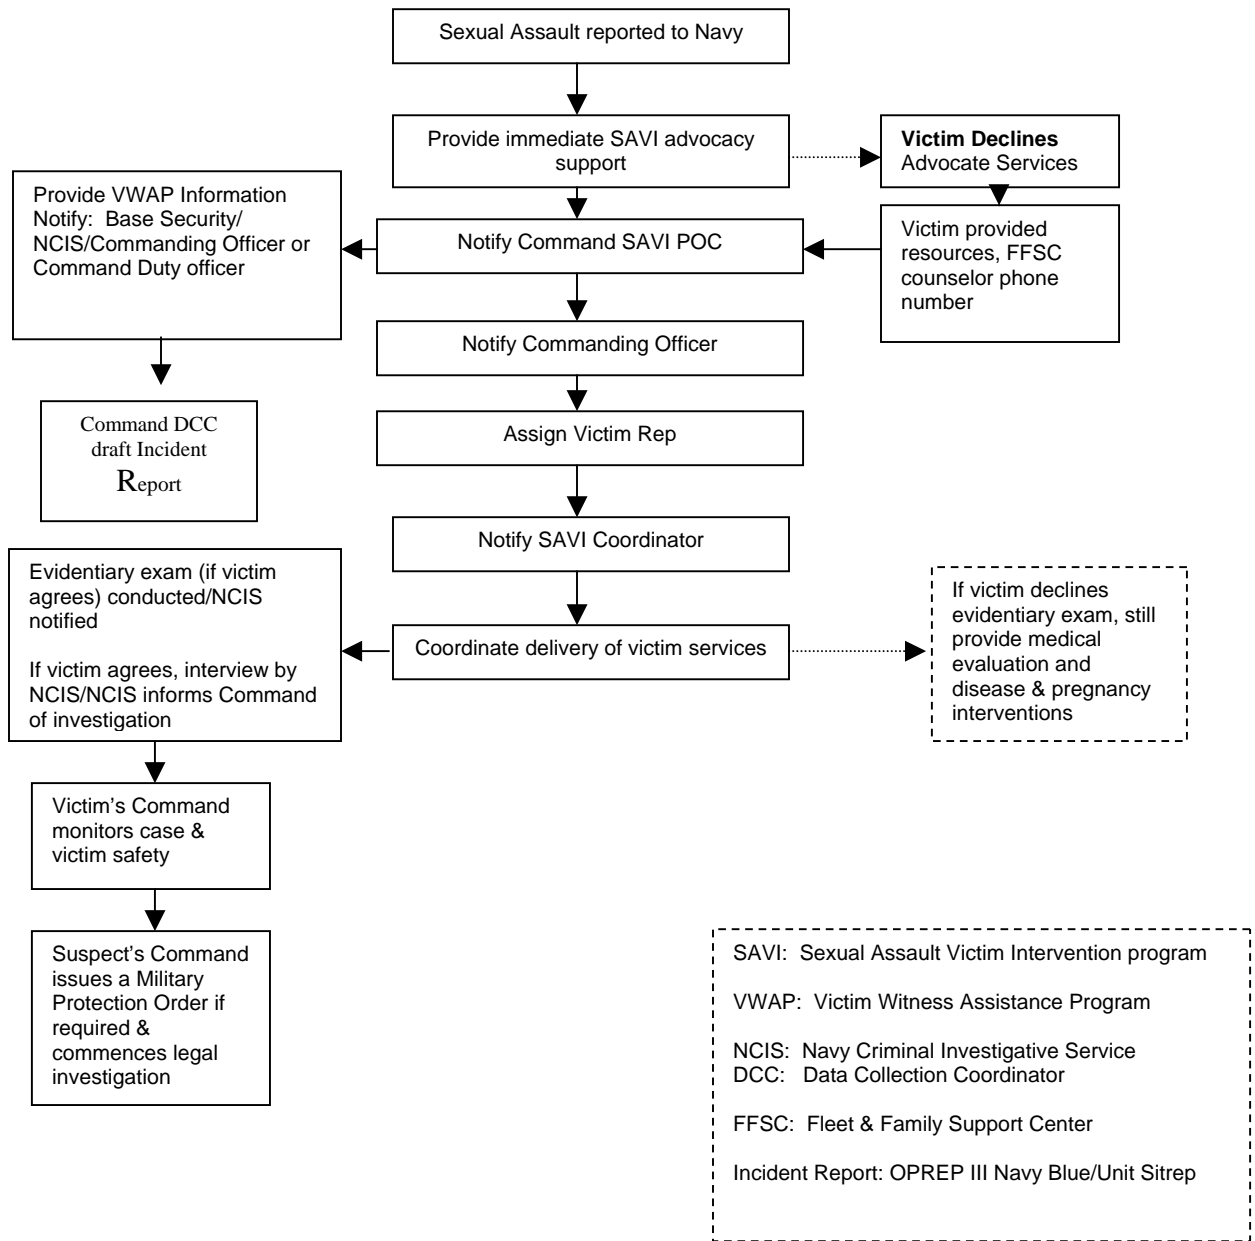 Sexual Assault reported to Navy
Provide immediate SAVI advocacy
support
Victim Declines
Advocate Services
Provide VWAP Information
Notify:  Base Security/
NCIS/Commanding Officer or
Command Duty officer
Notify Command SAVI POC
Victim provided
resources, FFSC
counselor phone
number
Notify Commanding Officer
Command DCC
draft Incident
Report
Assign Victim Rep
Notify SAVI Coordinator
Evidentiary exam (if victim
agrees) conducted/NCIS
notified
If victim agrees, interview by
NCIS/NCIS informs Command
of investigation
Coordinate delivery of victim services
If victim declines
evidentiary exam, still
provide medical
evaluation and
disease & pregnancy
interventions
Victim's Command
monitors case &
victim safety
Suspect's Command
issues a Military
Protection Order if
required &
commences legal
investigation
SAVI:  Sexual Assault Victim Intervention program
VWAP:  Victim Witness Assistance Program
NCIS:  Navy Criminal Investigative Service
DCC:   Data Collection Coordinator
FFSC:  Fleet & Family Support Center
Incident Report: OPREP III Navy Blue/Unit Sitrep